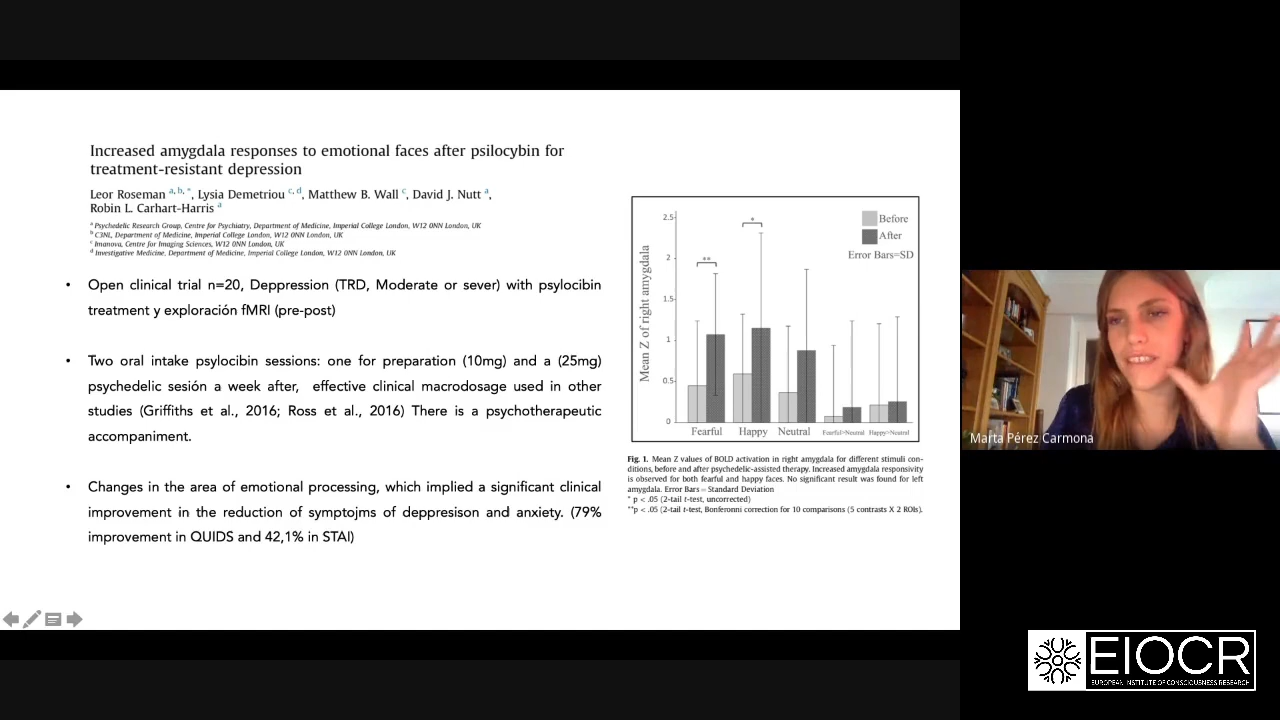 Increased amygdala responses to emotional faces after psilocybin for
treatment-resistant depression
Leor Roseman a, b, *, Lysia Demetriou c, d, Matthew B. Wall c, David J. Nutt a,
Robin L. Carhart-Harris a
a Psychedelic Research Group, Centre for Psychiatry, Department of Medicine, Imperial College London, W12 0NN London, UK
b C3NL, Department of Medicine, Imperial College London, W12 0NN London, UK
c Imanova, Centre for Imaging Sciences, W12 0NN London, UK
d Investigative Medicine, Department of Medicine, Imperial College London, W12 0NN London, UK
• Open clinical trial n=20, Deppression (TRD, Moderate or sever) with psylocibin
treatment y exploración fMRI (pre-post)
• Two oral intake psylocibin sessions: one for preparation (10mg) and a (25mg)
psychedelic sesión a week after, effective clinical macrodosage used in other
studies (Griffiths et al., 2016; Ross et al., 2016) There is a psychotherapeutic
accompaniment.
• Changes in the area of emotional processing, which implied a significant clinical
improvement in the reduction of symptojms of deppresison and anxiety. (79%
improvement in QUIDS and 42,1% in STAI)
Mean Z of right amygdala
2.5
2
1.5
1
0.5
0
**
*
Before
After
Error Bars=SD
Fearful Happy Neutral Fearful>Neutral Happy>Neutral
Fig. 1. Mean Z values of BOLD activation in right amygdala for different stimuli con-
ditions, before and after psychedelic-assisted therapy. Increased amygdala responsivity
is observed for both fearful and happy faces. No significant result was found for left
amygdala. Error Bars = Standard Deviation
* p < .05 (2-tail t-test, uncorrected)
**p < .05 (2-tail t-test, Bonferonni correction for 10 comparisons (5 contrasts X 2 ROIs).
Marta Pérez Carmona
EIOCR
EUROPEAN INSTITUTE OF CONSCIOUSNESS RESEARCH